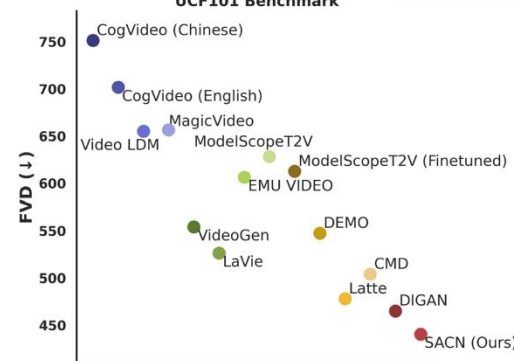 UCF101 Benchmark
FVD (↓)
750
700
650
600
550
500
450
CogVideo (Chinese)
CogVideo (English)
MagicVideo
Video LDM
ModelScopeT2V
ModelScopeT2V (Finetuned)
EMU VIDEO
DEMO
VideoGen
LaVie
CMD
Latte
DIGAN
SACN (Ours)